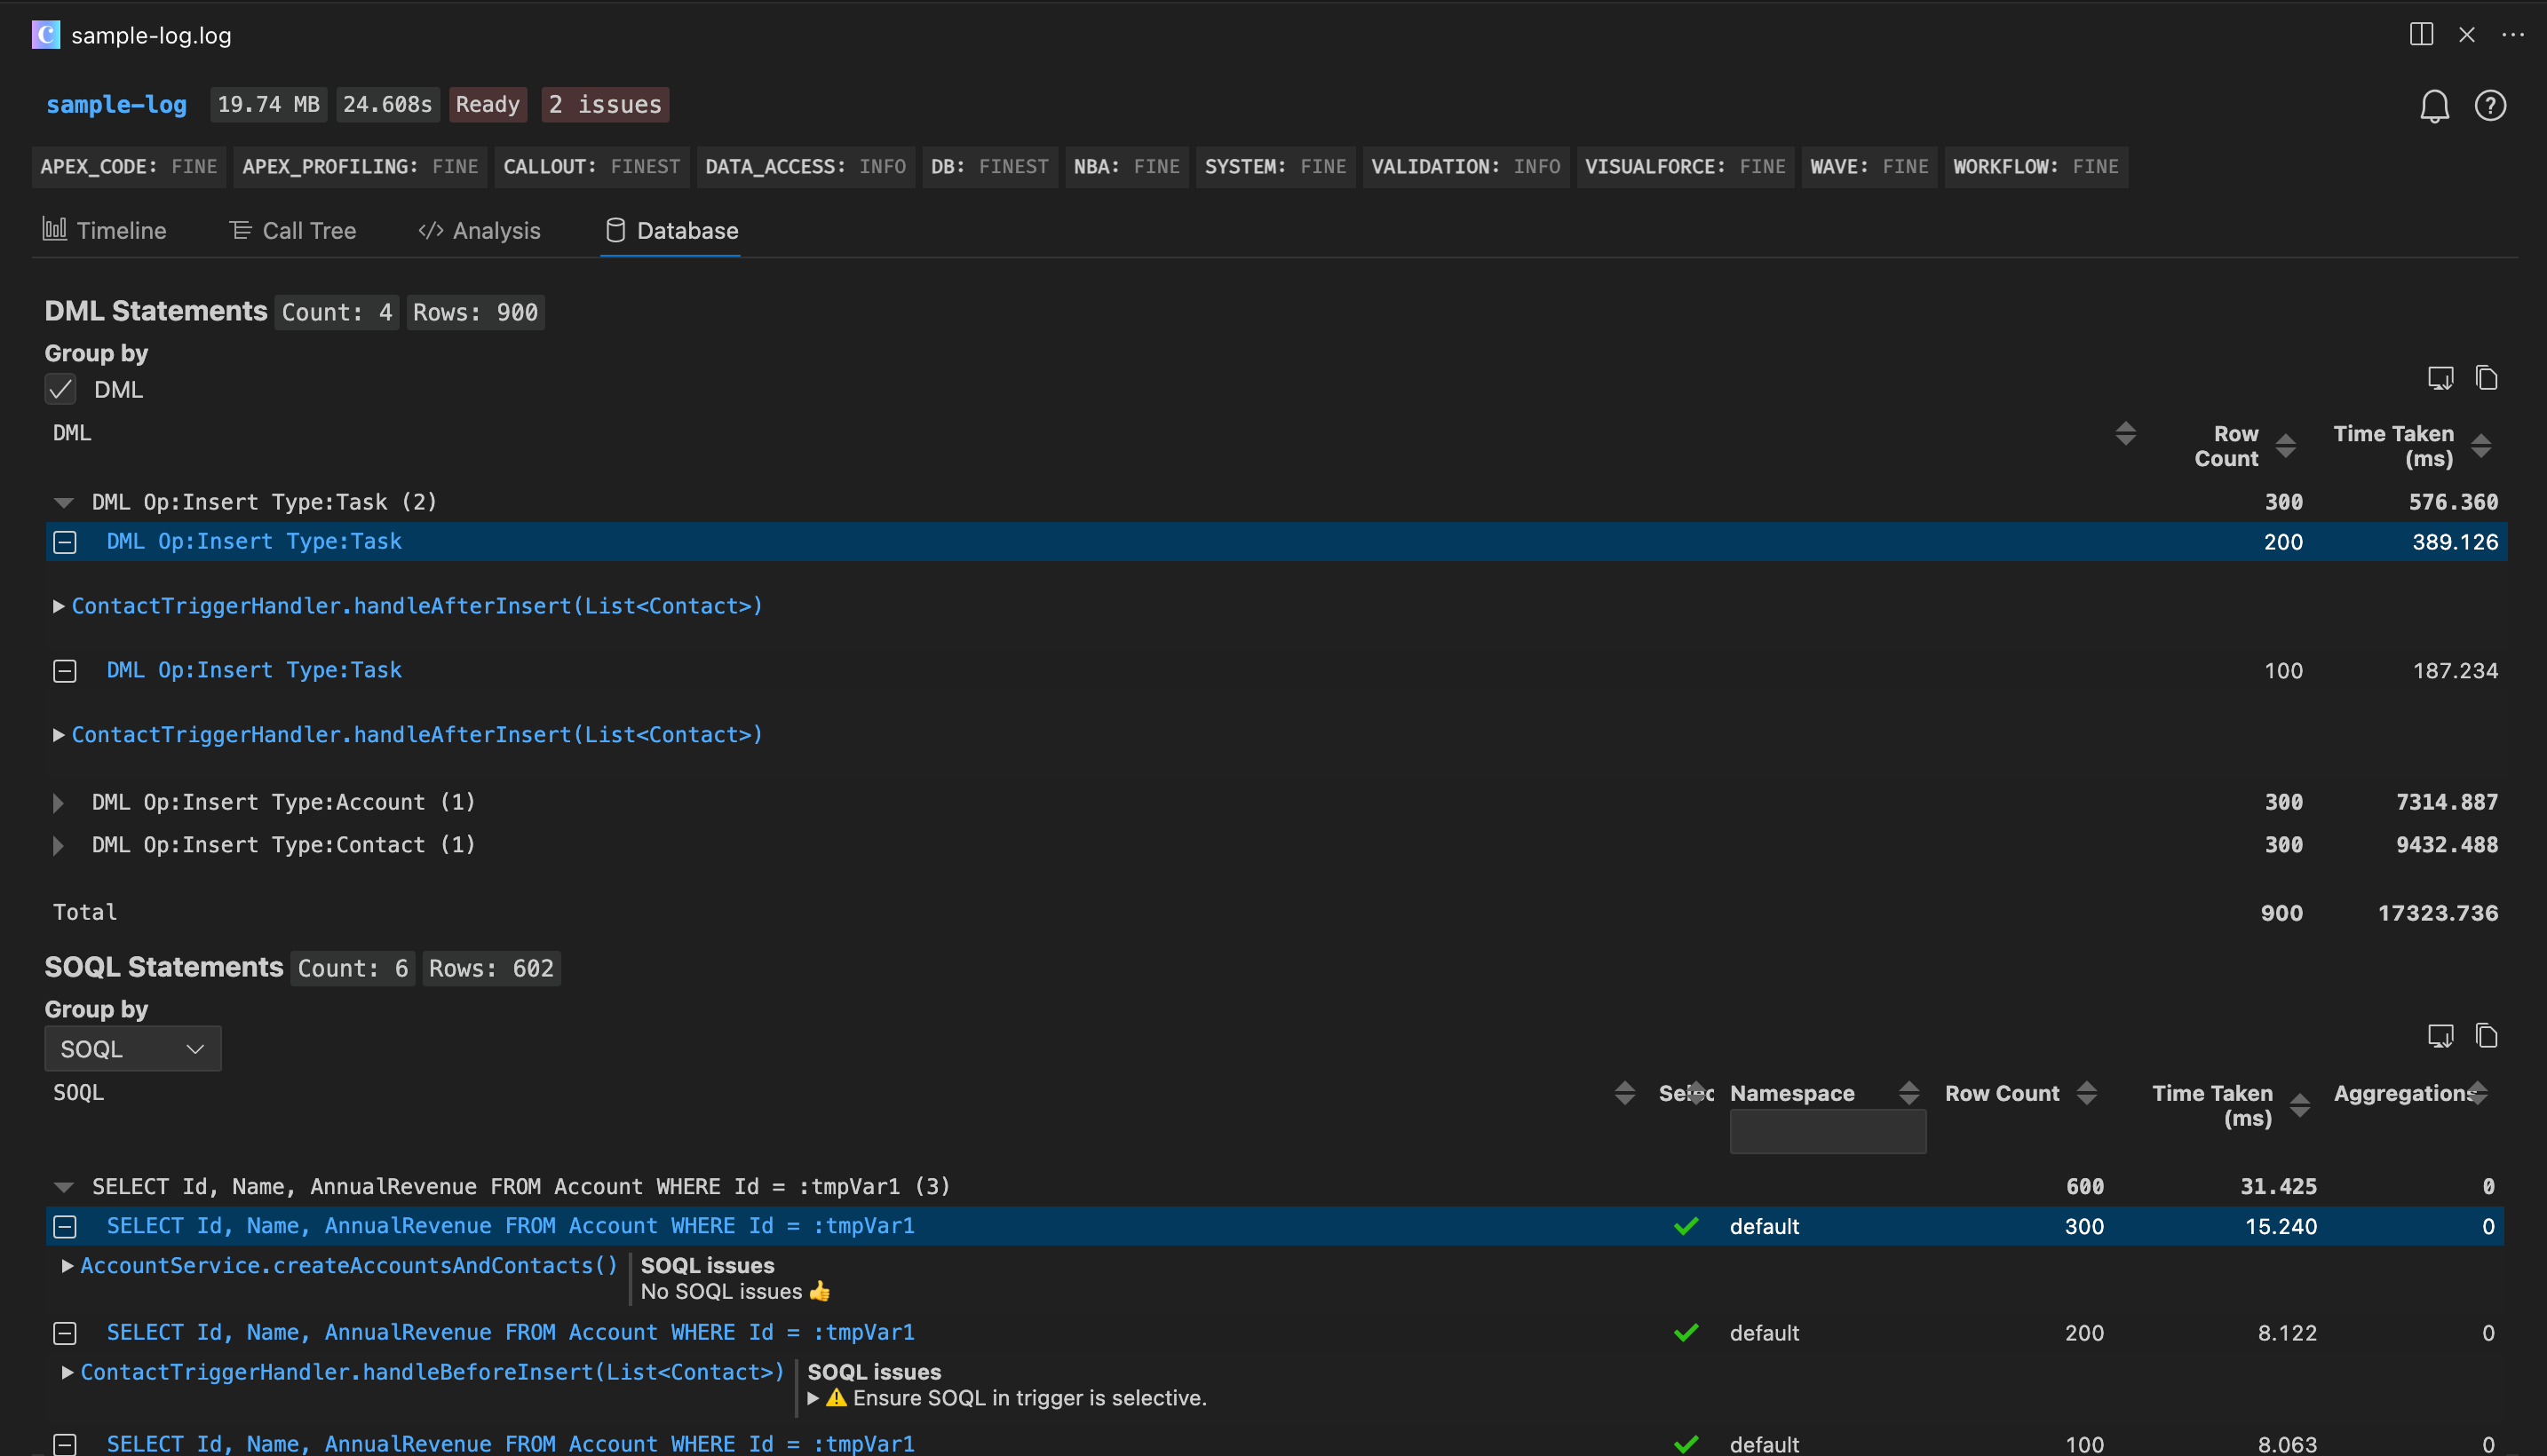 sample-log.log
sample-log 19.74 MB 24.608s Ready 2 issues
APEX_CODE: FINE APEX_PROFILING: FINE CALLOUT: FINEST DATA_ACCESS: INFO DB: FINEST NBA: FINE SYSTEM: FINE VALIDATION: INFO VISUALFORCE: FINE WAVE: FINE WORKFLOW: FINE
Timeline Call Tree </> Analysis Database
DML Statements Count: 4 Rows: 900
Group by
DML
DML Row Count Time Taken (ms)
DML Op:Insert Type:Task (2) 300 576.360
DML Op:Insert Type:Task 200 389.126
ContactTriggerHandler.handleAfterInsert(List<Contact>)
DML Op:Insert Type:Task 100 187.234
ContactTriggerHandler.handleAfterInsert(List<Contact>)
DML Op:Insert Type:Account (1) 300 7314.887
DML Op:Insert Type:Contact (1) 300 9432.488
Total 900 17323.736
SOQL Statements Count: 6 Rows: 602
Group by
SOQL
SOQL Namespace Row Count Time Taken (ms) Aggregations
SELECT Id, Name, AnnualRevenue FROM Account WHERE Id = :tmpVar1 (3) 600 31.425 0
SELECT Id, Name, AnnualRevenue FROM Account WHERE Id = :tmpVar1 default 300 15.240 0
AccountService.createAccountsAndContacts() SOQL issues
No SOQL issues 👍
SELECT Id, Name, AnnualRevenue FROM Account WHERE Id = :tmpVar1 default 200 8.122 0
ContactTriggerHandler.handleBeforeInsert(List<Contact>) SOQL issues
⚠️ Ensure SOQL in trigger is selective.
SELECT Id, Name, AnnualRevenue FROM Account WHERE Id = :tmpVar1 default 100 8.063 0